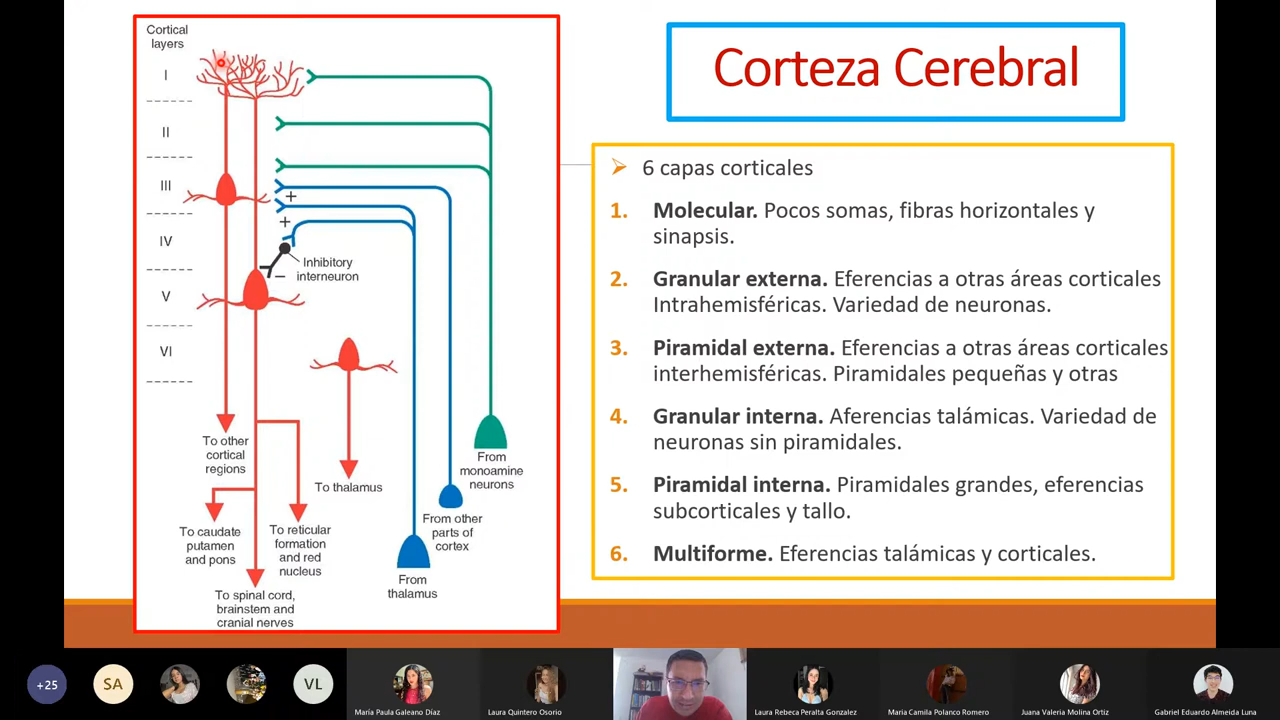 Cortical
layers
I
II
III
IV
V
VI
+
+
−
Inhibitory
interneuron
To other
cortical
regions
To thalamus
To caudate
putamen
and pons
To reticular
formation
and red
nucleus
To spinal cord,
brainstem and
cranial nerves
From
monoamine
neurons
From other
parts of
cortex
From
thalamus
Corteza Cerebral
6 capas corticales
1. Molecular. Pocos somas, fibras horizontales y
sinapsis.
2. Granular externa. Eferencias a otras áreas corticales
Intrahemisféricas. Variedad de neuronas.
3. Piramidal externa. Eferencias a otras áreas corticales
interhemisféricas. Piramidales pequeñas y otras
4. Granular interna. Aferencias talámicas. Variedad de
neuronas sin piramidales.
5. Piramidal interna. Piramidales grandes, eferencias
subcorticales y tallo.
6. Multiforme. Eferencias talámicas y corticales.
+25
SA
VL
María Paula Galeano Díaz
Laura Quintero Osorio
Laura Rebeca Peralta Gonzalez
Maria Camila Polanco Romero
Juana Valeria Molina Ortiz
Gabriel Eduardo Almeida Luna